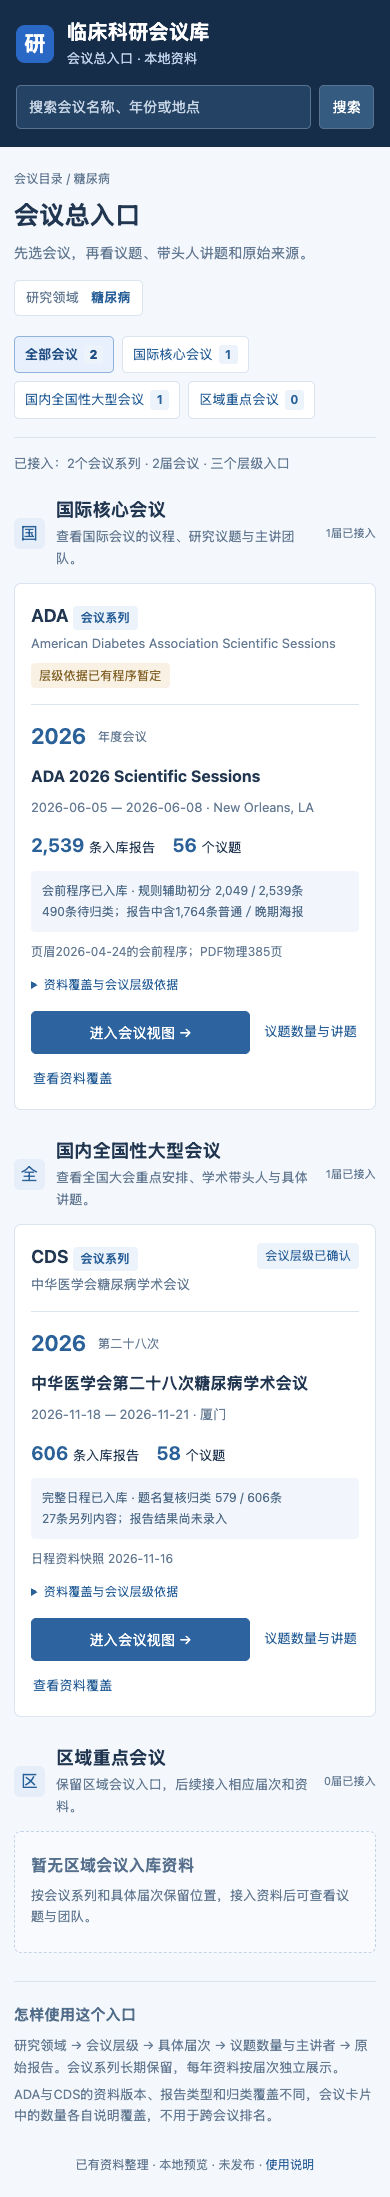 研
临床科研会议库
会议总入口 · 本地资料
搜索会议名称、年份或地点
搜索
会议目录 / 糖尿病
会议总入口
先选会议，再看议题、带头人讲题和原始来源。
研究领域 糖尿病
全部会议 2 国际核心会议 1
国内全国性大型会议 1 区域重点会议 0
已接入：2个会议系列 · 2届会议 · 三个层级入口
国
国际核心会议
查看国际会议的议程、研究议题与主讲团
队。
1届已接入
ADA 会议系列
American Diabetes Association Scientific Sessions
层级依据已有程序暂定
2026 年度会议
ADA 2026 Scientific Sessions
2026-06-05 — 2026-06-08 · New Orleans, LA
2,539 条入库报告 56 个议题
会前程序已入库 · 规则辅助初分 2,049 / 2,539条
490条待归类；报告中含1,764条普通 / 晚期海报
页眉2026-04-24的会前程序；PDF物理385页
▶ 资料覆盖与会议层级依据
进入会议视图 → 议题数量与讲题
查看资料覆盖
全
国内全国性大型会议
查看全国大会重点安排、学术带头人与具体
讲题。
1届已接入
CDS 会议系列 会议层级已确认
中华医学会糖尿病学术会议
2026 第二十八次
中华医学会第二十八次糖尿病学术会议
2026-11-18 — 2026-11-21 · 厦门
606 条入库报告 58 个议题
完整日程已入库 · 题名复核归类 579 / 606条
27条另列内容；报告结果尚未录入
日程资料快照 2026-11-16
▶ 资料覆盖与会议层级依据
进入会议视图 → 议题数量与讲题
查看资料覆盖
区
区域重点会议
保留区域会议入口，后续接入相应届次和资
料。
0届已接入
暂无区域会议入库资料
按会议系列和具体届次保留位置，接入资料后可查看议
题与团队。
怎样使用这个入口
研究领域 → 会议层级 → 具体届次 → 议题数量与主讲者 → 原
始报告。会议系列长期保留，每年资料按届次独立展示。
ADA与CDS的资料版本、报告类型和归类覆盖不同，会议卡片
中的数量各自说明覆盖，不用于跨会议排名。
已有资料整理 · 本地预览 · 未发布 · 使用说明